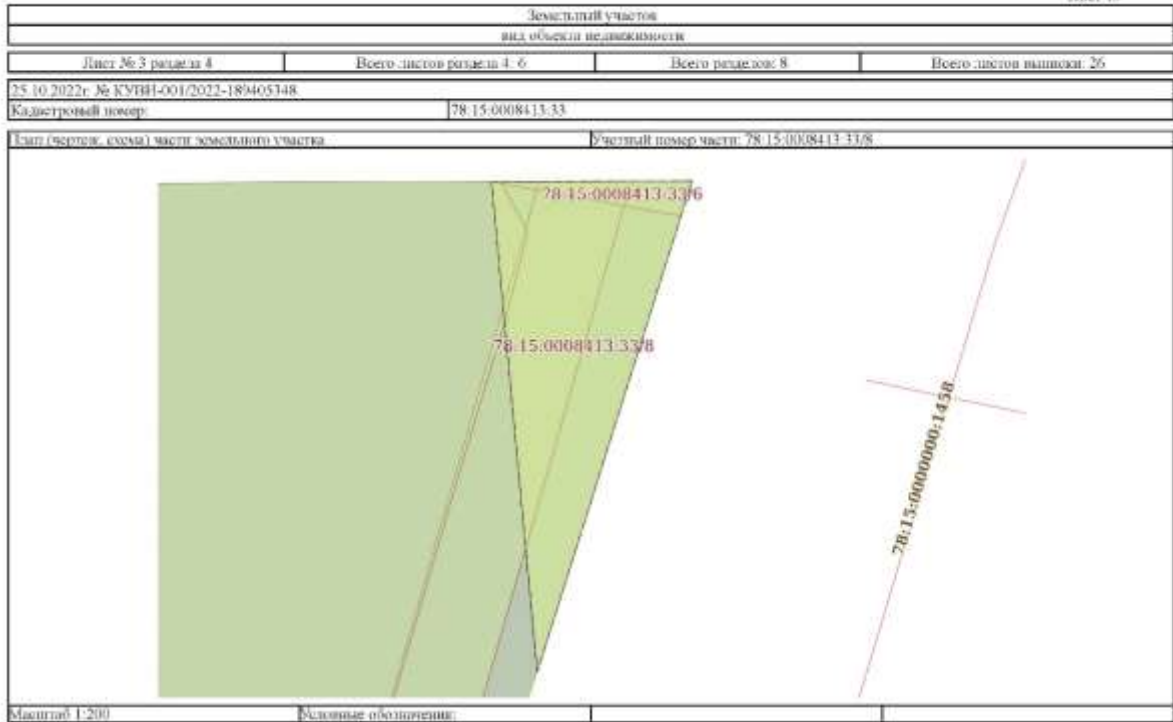 Земельный участок
вид объекта недвижимости
Лист № 3 раздела 4 Всего листов раздела 4: 6 Всего разделов: 8 Всего листов выписки: 26
25.10.2022г. № КУВИ-001/2022-189405348
Кадастровый номер: 78:15:0008413:33
План (чертеж, схема) части земельного участка Учетный номер части: 78:15:0008413:33/8
78:15:0008413:33/6
78:15:0008413:33/8
78:15:0000000:1458
Масштаб 1:200 Условные обозначения: